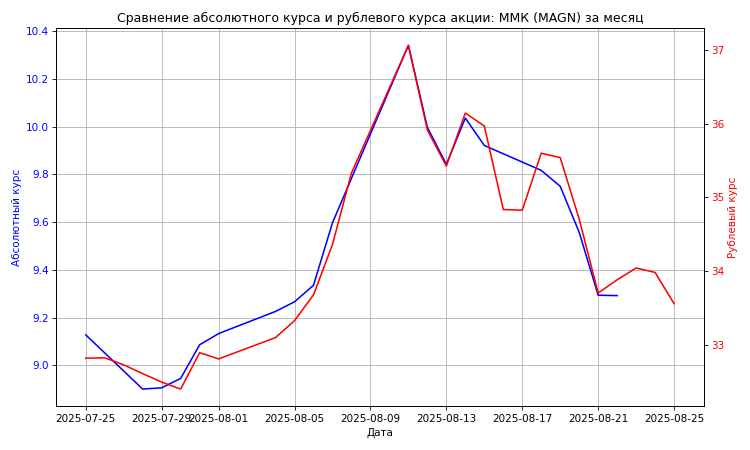 Сравнение абсолютного курса и рублевого курса акции: ММК (MAGN) за месяц
10.4
10.2
10.0
9.8
9.6
9.4
9.2
9.0
Абсолютный курс
37
36
35
34
33
Рублевый курс
2025-07-25 2025-07-29 2025-08-01 2025-08-05 2025-08-09 2025-08-13 2025-08-17 2025-08-21 2025-08-25
Дата